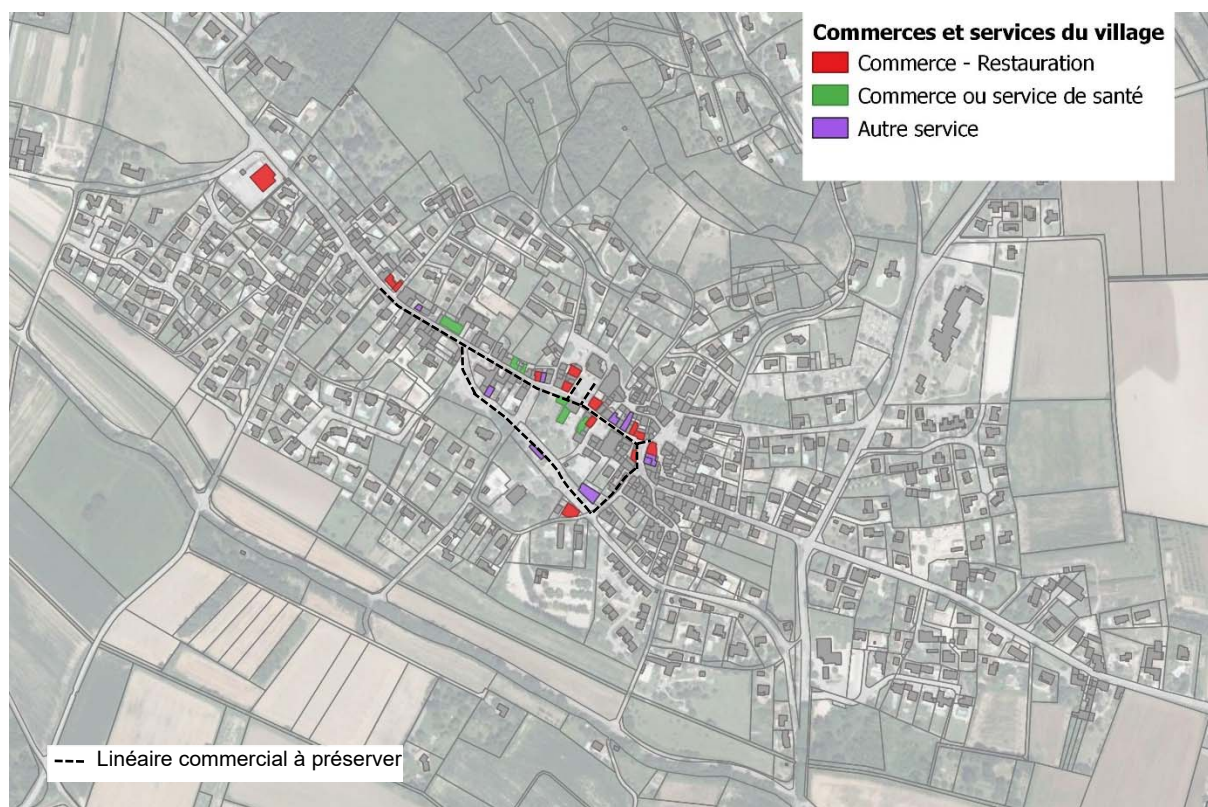 Commerces et services du village
Commerce - Restauration
Commerce ou service de santé
Autre service
Linéaire commercial à préserver